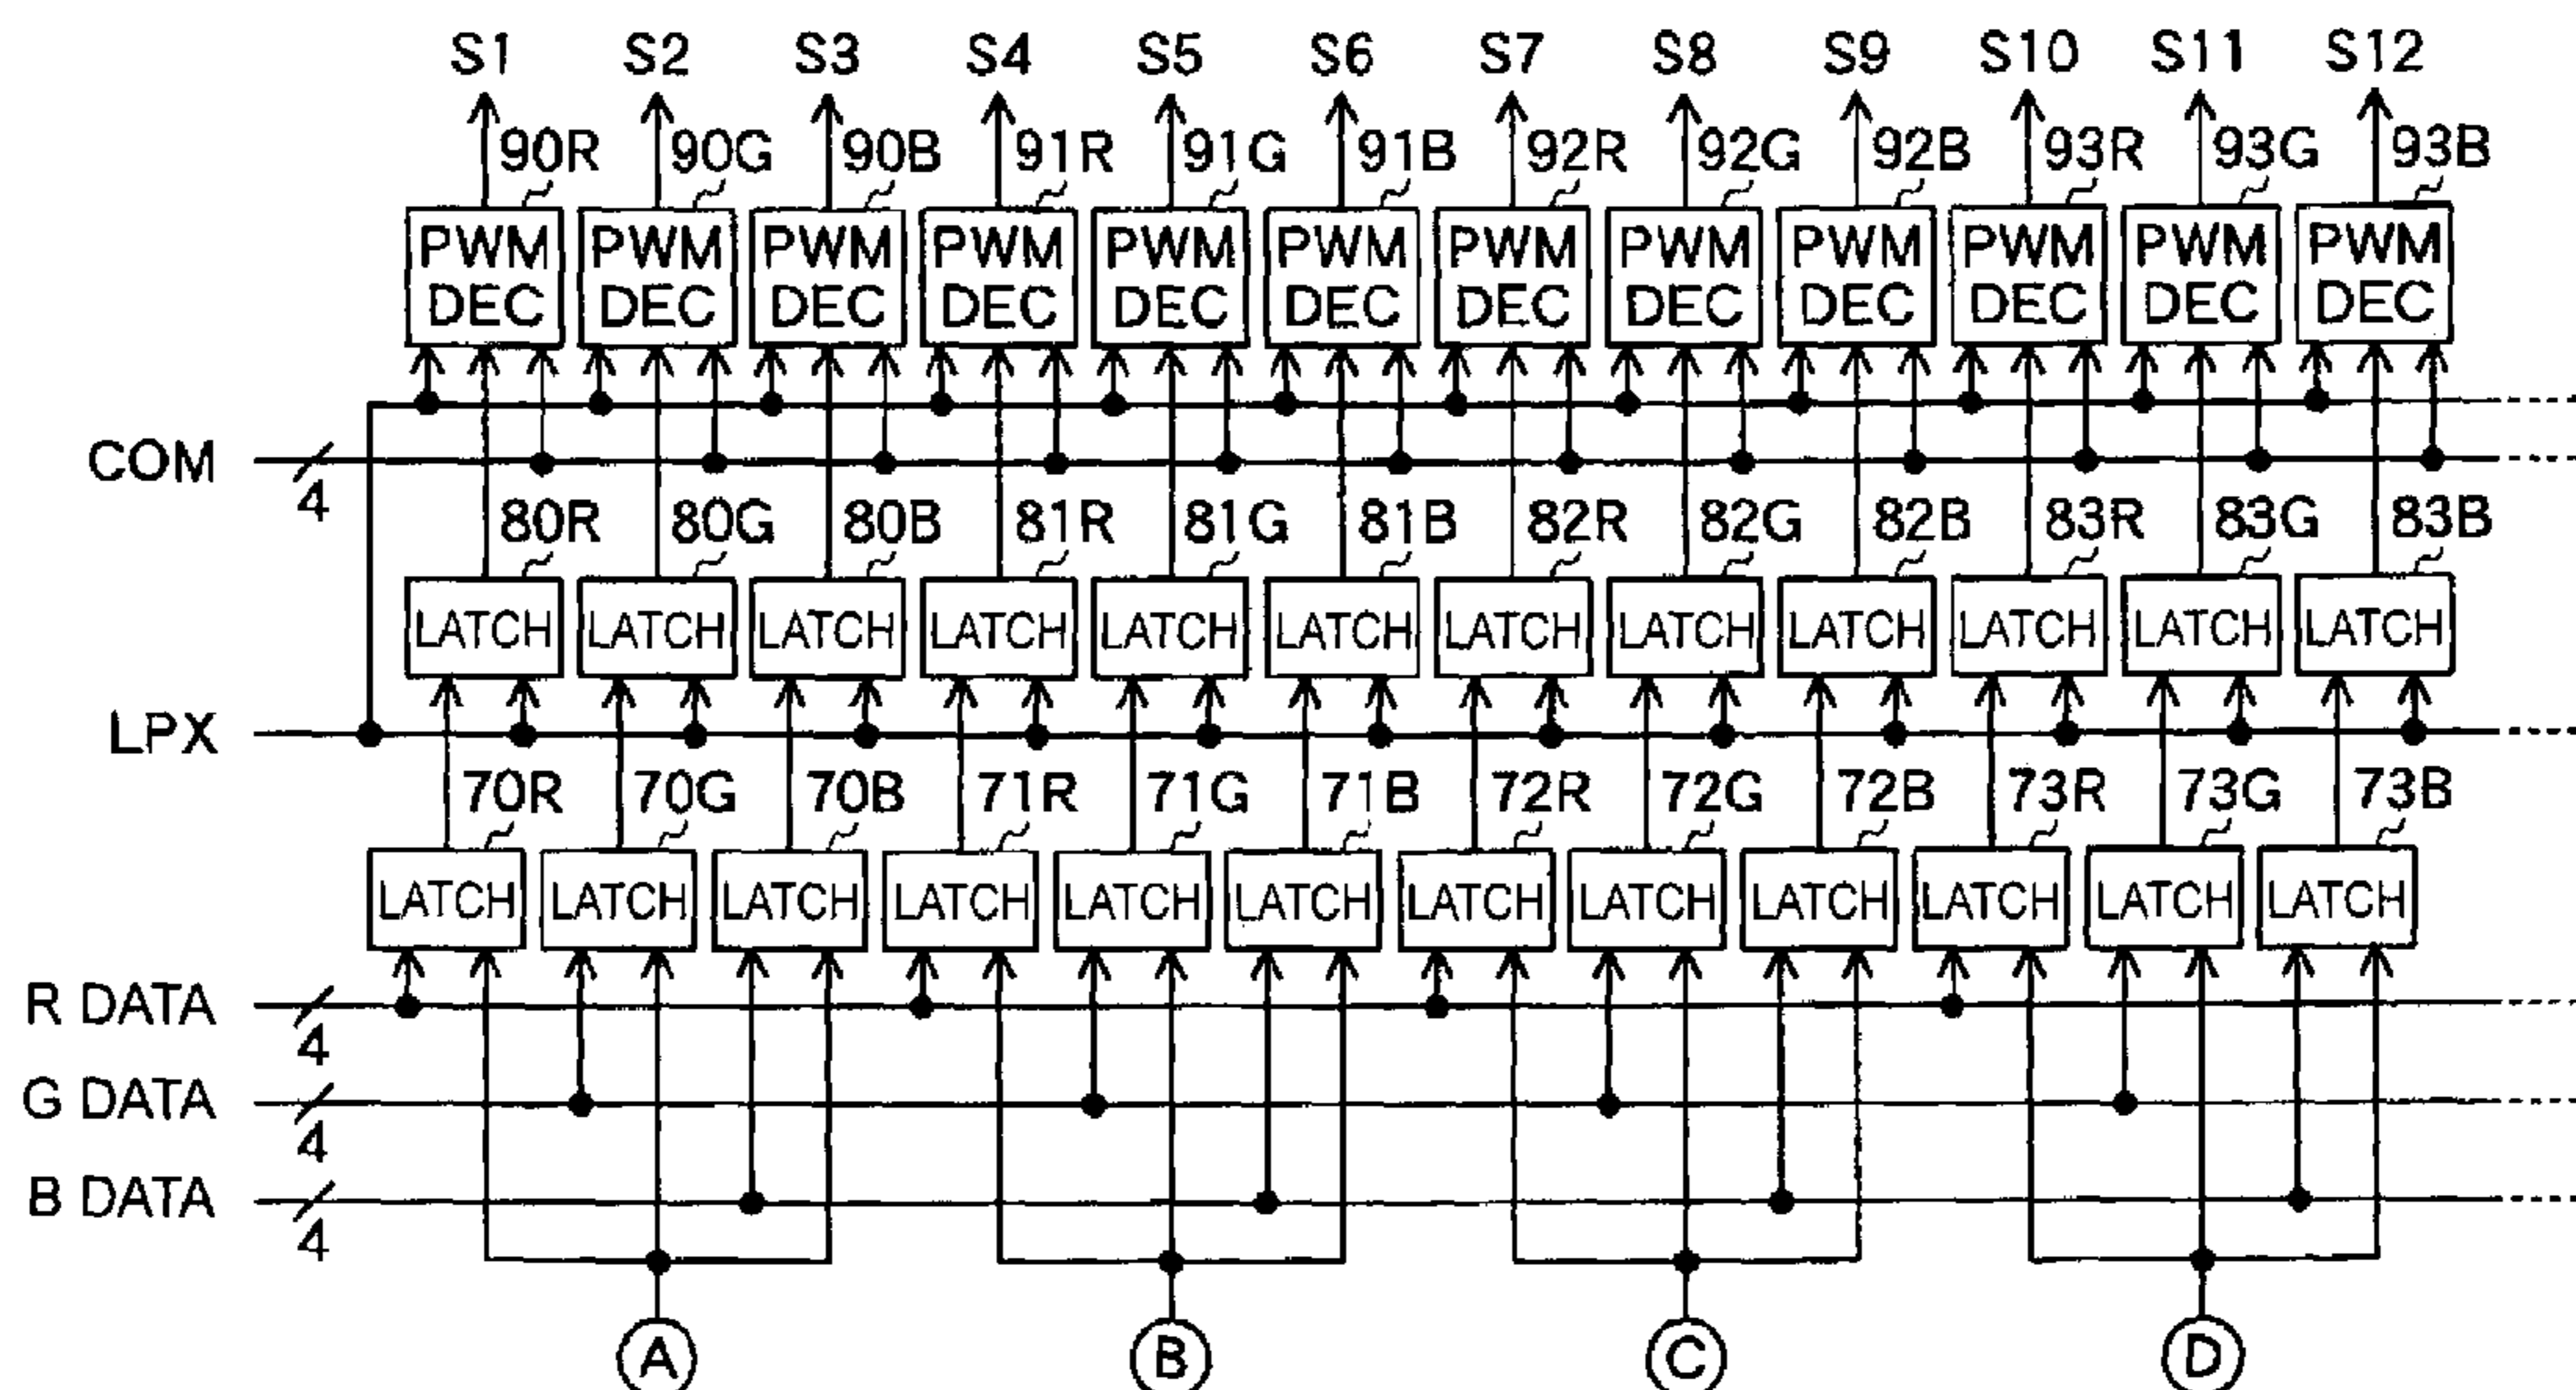 S1 S2 S3 S4 S5 S6 S7 S8 S9 S10 S11 S12
90R 90G 90B 91R 91G 91B 92R 92G 92B 93R 93G 93B
PWM PWM PWM PWM PWM PWM PWM PWM PWM PWM PWM PWM
DEC DEC DEC DEC DEC DEC DEC DEC DEC DEC DEC DEC
COM
4
80R 80G 80B 81R 81G 81B 82R 82G 82B 83R 83G 83B
LATCH LATCH LATCH LATCH LATCH LATCH LATCH LATCH LATCH LATCH LATCH LATCH
LPX
70R 70G 70B 71R 71G 71B 72R 72G 72B 73R 73G 73B
LATCH LATCH LATCH LATCH LATCH LATCH LATCH LATCH LATCH LATCH LATCH LATCH
R DATA
4
G DATA
4
B DATA
4
A B C D